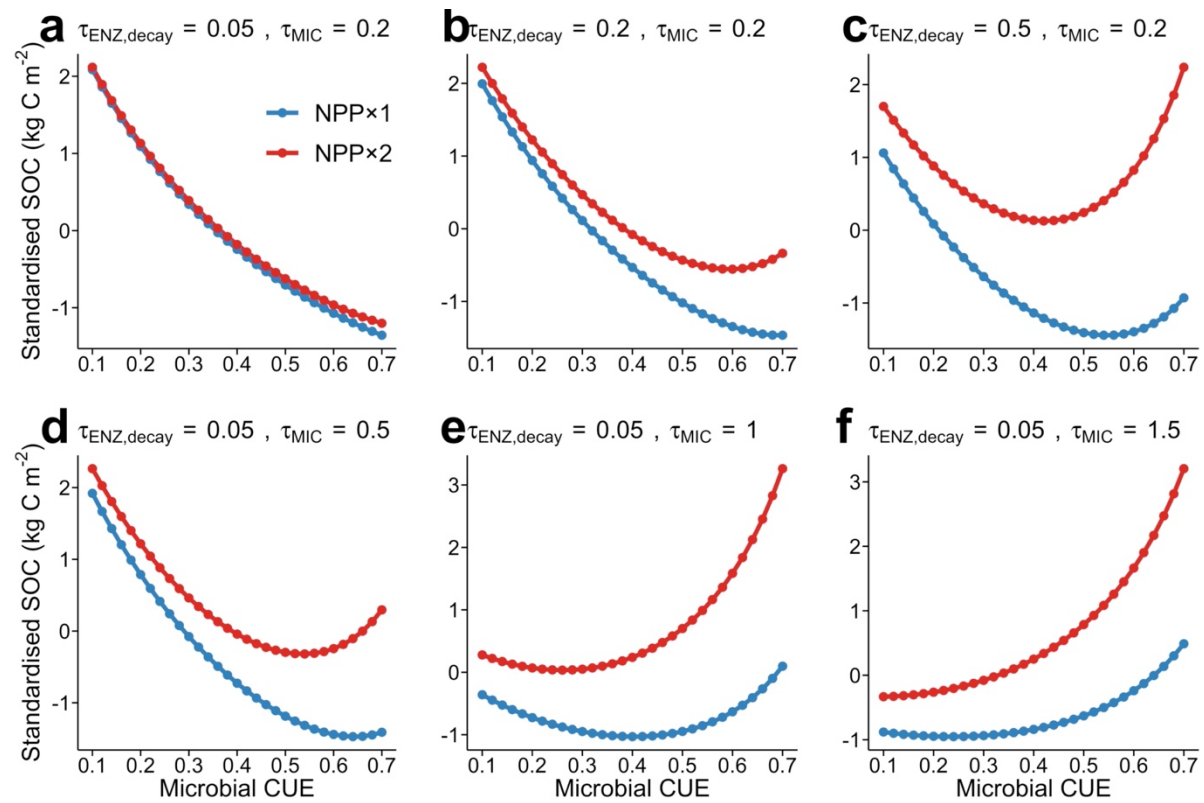 a τENZ,decay = 0.05 , τMIC = 0.2
b τENZ,decay = 0.2 , τMIC = 0.2
c τENZ,decay = 0.5 , τMIC = 0.2
Standardised SOC (kg C m-2)
2
1
0
-1
NPP×1
NPP×2
0.1 0.2 0.3 0.4 0.5 0.6 0.7
2
1
0
-1
0.1 0.2 0.3 0.4 0.5 0.6 0.7
2
1
0
-1
0.1 0.2 0.3 0.4 0.5 0.6 0.7
d τENZ,decay = 0.05 , τMIC = 0.5
e τENZ,decay = 0.05 , τMIC = 1
f τENZ,decay = 0.05 , τMIC = 1.5
Standardised SOC (kg C m-2)
2
1
0
-1
0.1 0.2 0.3 0.4 0.5 0.6 0.7
Microbial CUE
3
2
1
0
-1
0.1 0.2 0.3 0.4 0.5 0.6 0.7
Microbial CUE
3
2
1
0
-1
0.1 0.2 0.3 0.4 0.5 0.6 0.7
Microbial CUE